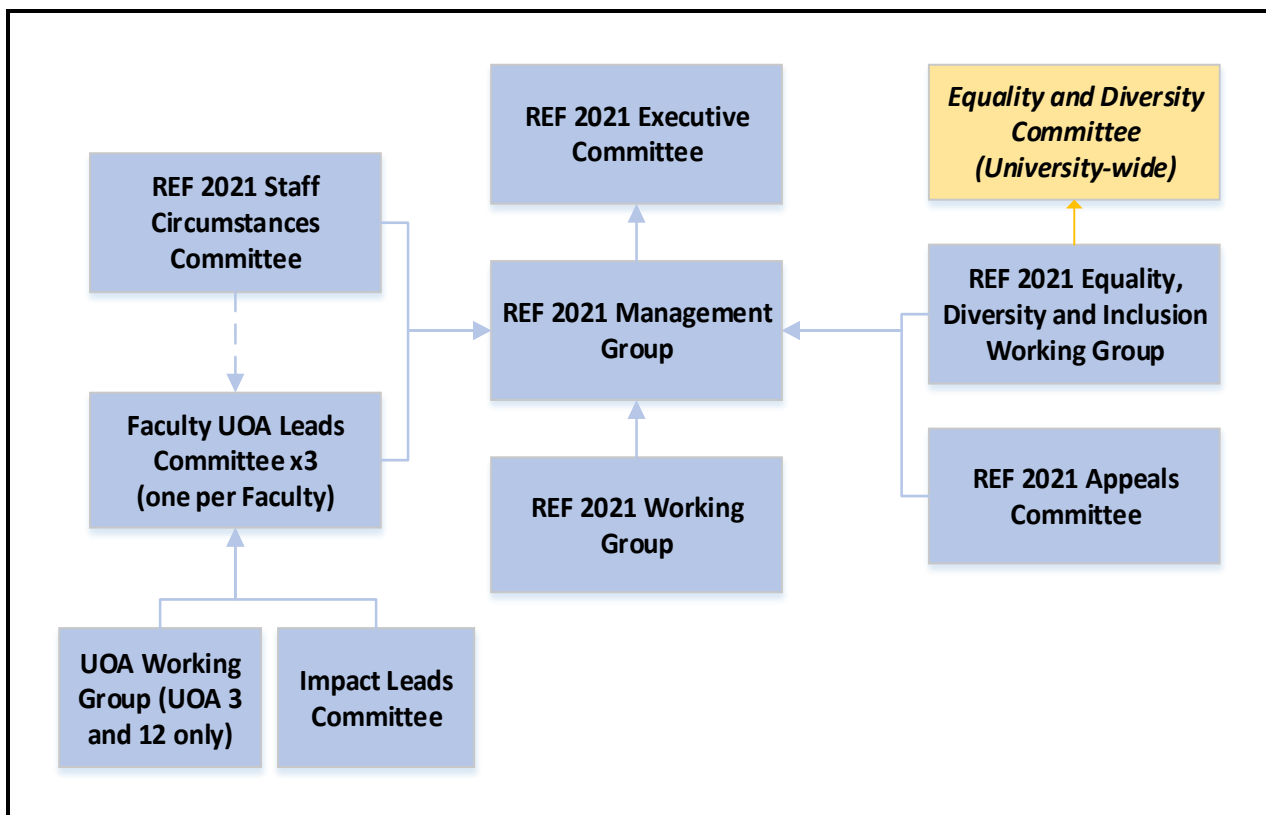 REF 2021 Executive
Committee
Equality and Diversity
Committee
(University-wide)
REF 2021 Staff
Circumstances
Committee
REF 2021 Management
Group
REF 2021 Equality,
Diversity and Inclusion
Working Group
Faculty UOA Leads
Committee x3
(one per Faculty)
REF 2021 Working
Group
REF 2021 Appeals
Committee
UOA Working
Group (UOA 3
and 12 only)
Impact Leads
Committee